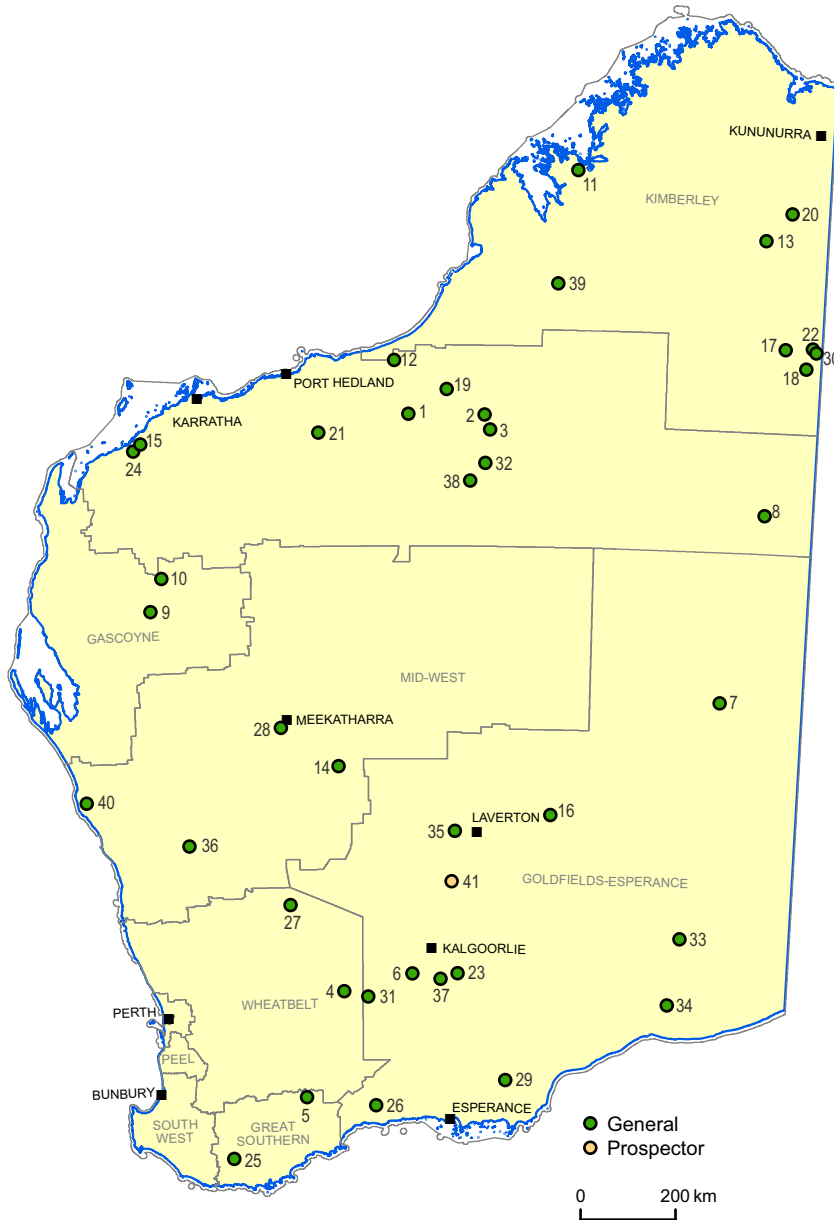 KUNUNURRA
11
KIMBERLEY
20
13
39
17
22
30
18
12
PORT HEDLAND
19
KARRATHA
1
2
3
21
15
24
32
38
8
10
9
GASCOYNE
MID-WEST
7
MEEKATHARRA
28
14
40
16
LAVERTON
35
36
41
GOLDFIELDS-ESPERANCE
27
33
KALGOORLIE
6
23
37
4
31
WHEATBELT
34
PERTH
PEEL
29
BUNBURY
5
26
ESPERANCE
SOUTH
WEST
GREAT
SOUTHERN
25
General
Prospector
0 200 km